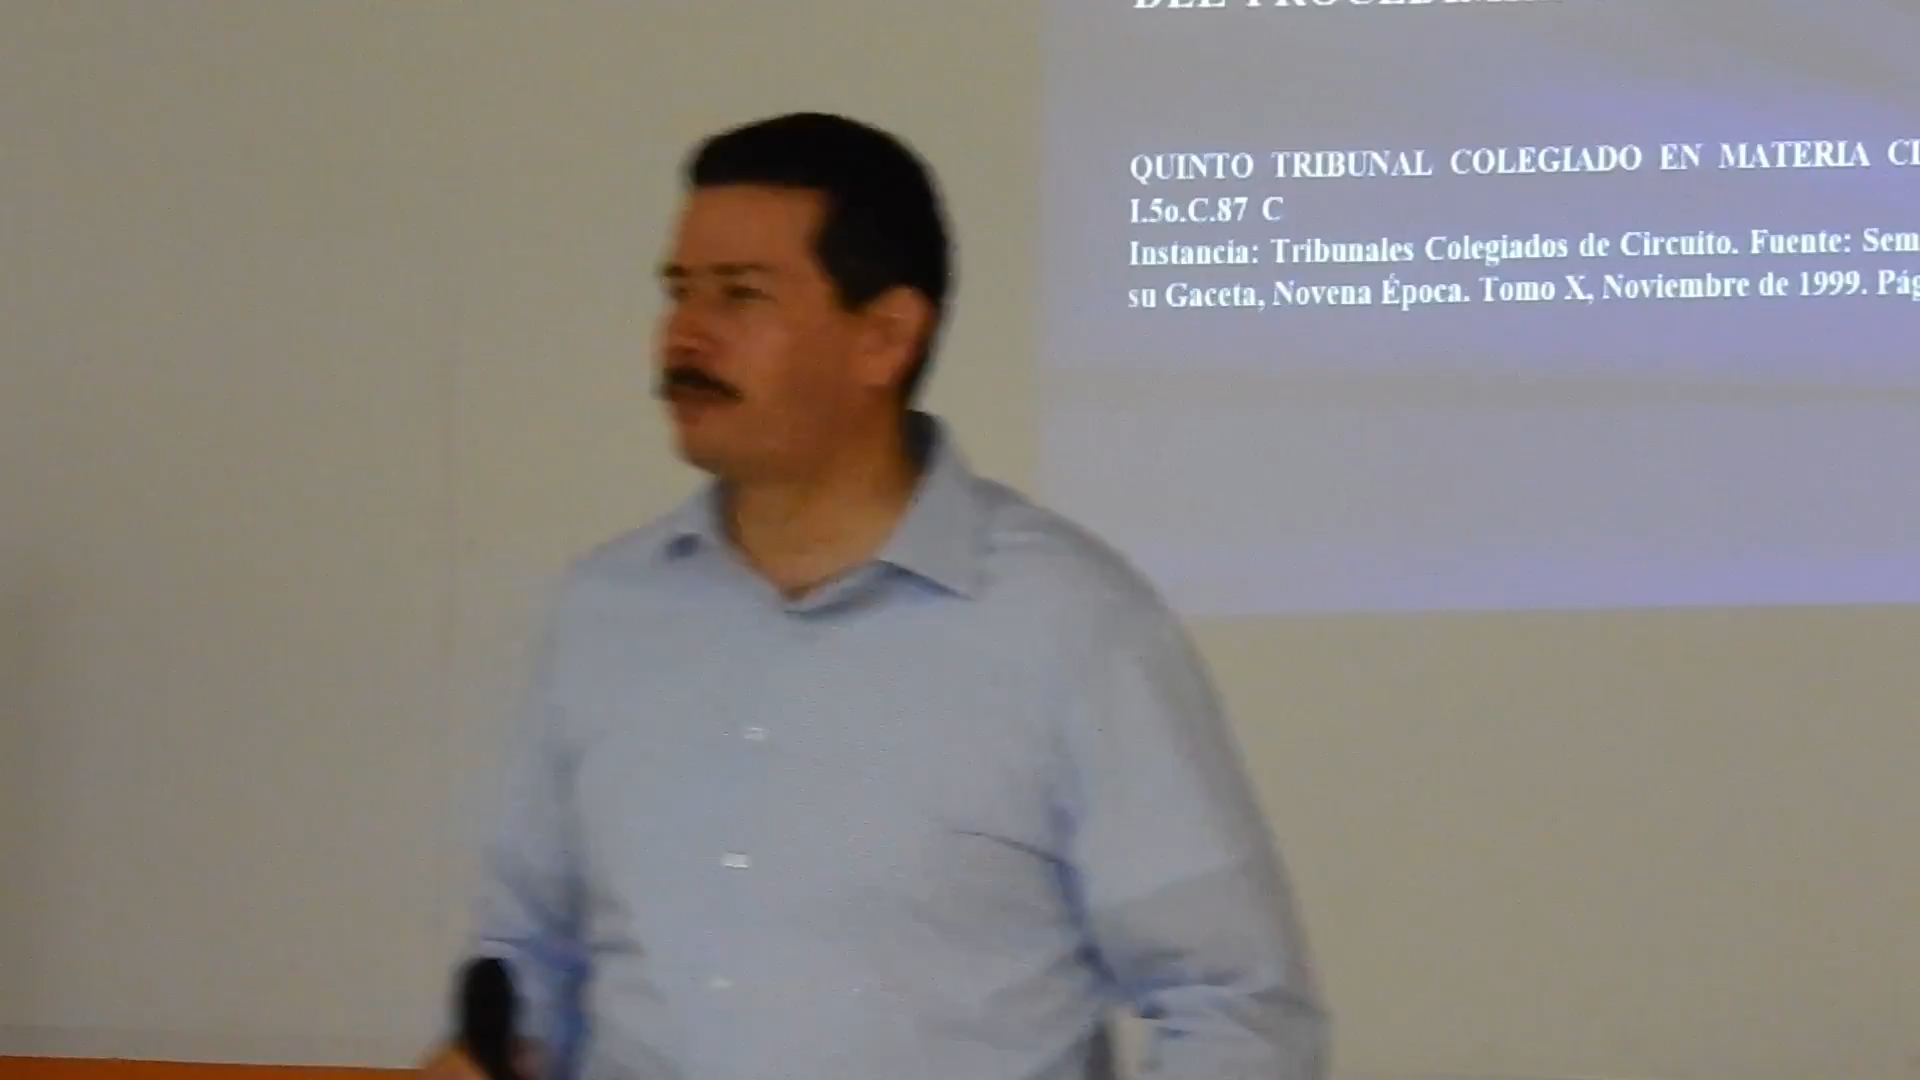 QUINTO TRIBUNAL COLEGIADO EN MATERIA
I.5o.C.87 C
Instancia: Tribunales Colegiados de Circuito. Fuente:
su Gaceta, Novena Época. Tomo X, Noviembre de 1999.